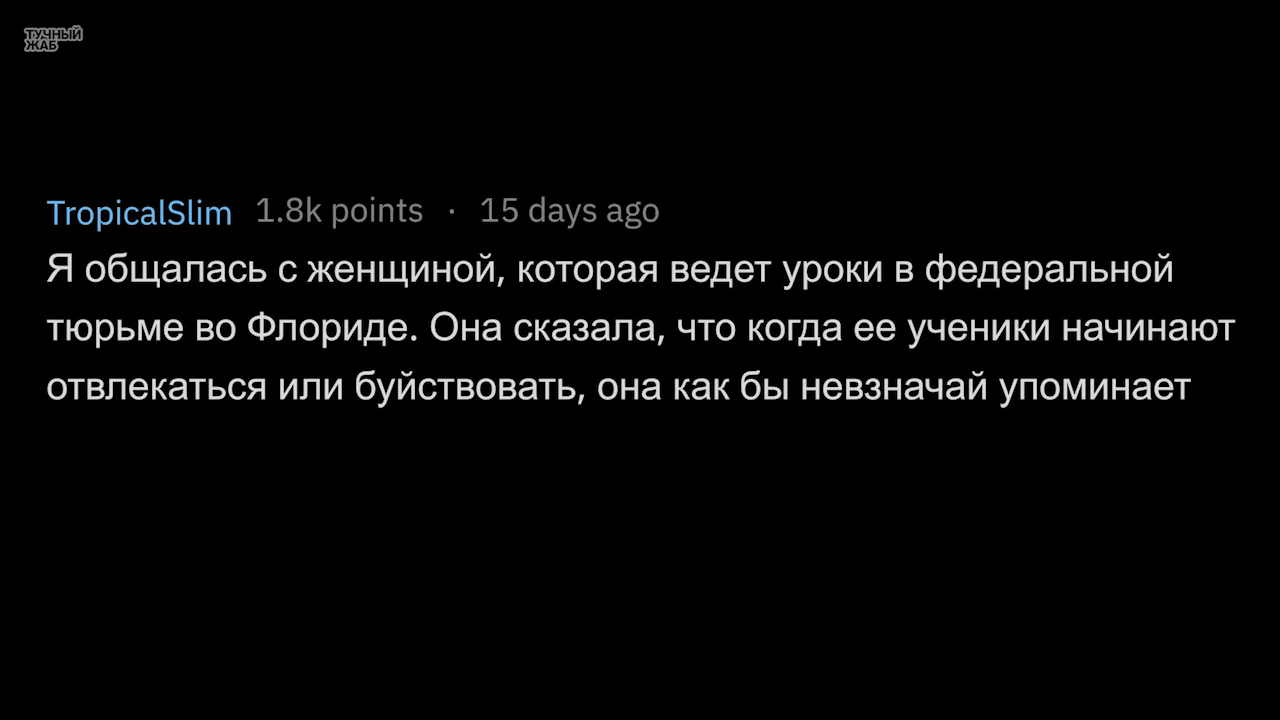 ТУЧНЫЙ
ЖАБ
TropicalSlim 1.8k points · 15 days ago
Я общалась с женщиной, которая ведет уроки в федеральной
тюрьме во Флориде. Она сказала, что когда ее ученики начинают
отвлекаться или буйствовать, она как бы невзначай упоминает